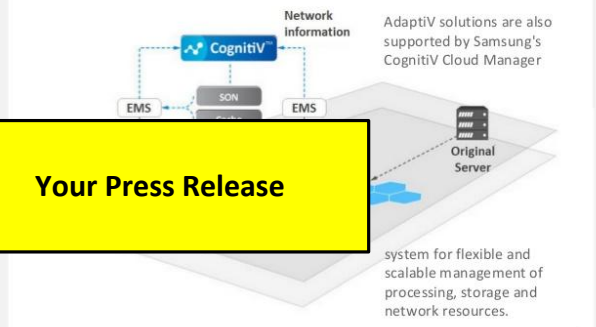 Network
information
AdaptiV solutions are also
supported by Samsung's
CognitiV Cloud Manager
CognitiV™
SON
EMS
EMS
Original
Server
Your Press Release
system for flexible and
scalable management of
processing, storage and
network resources.